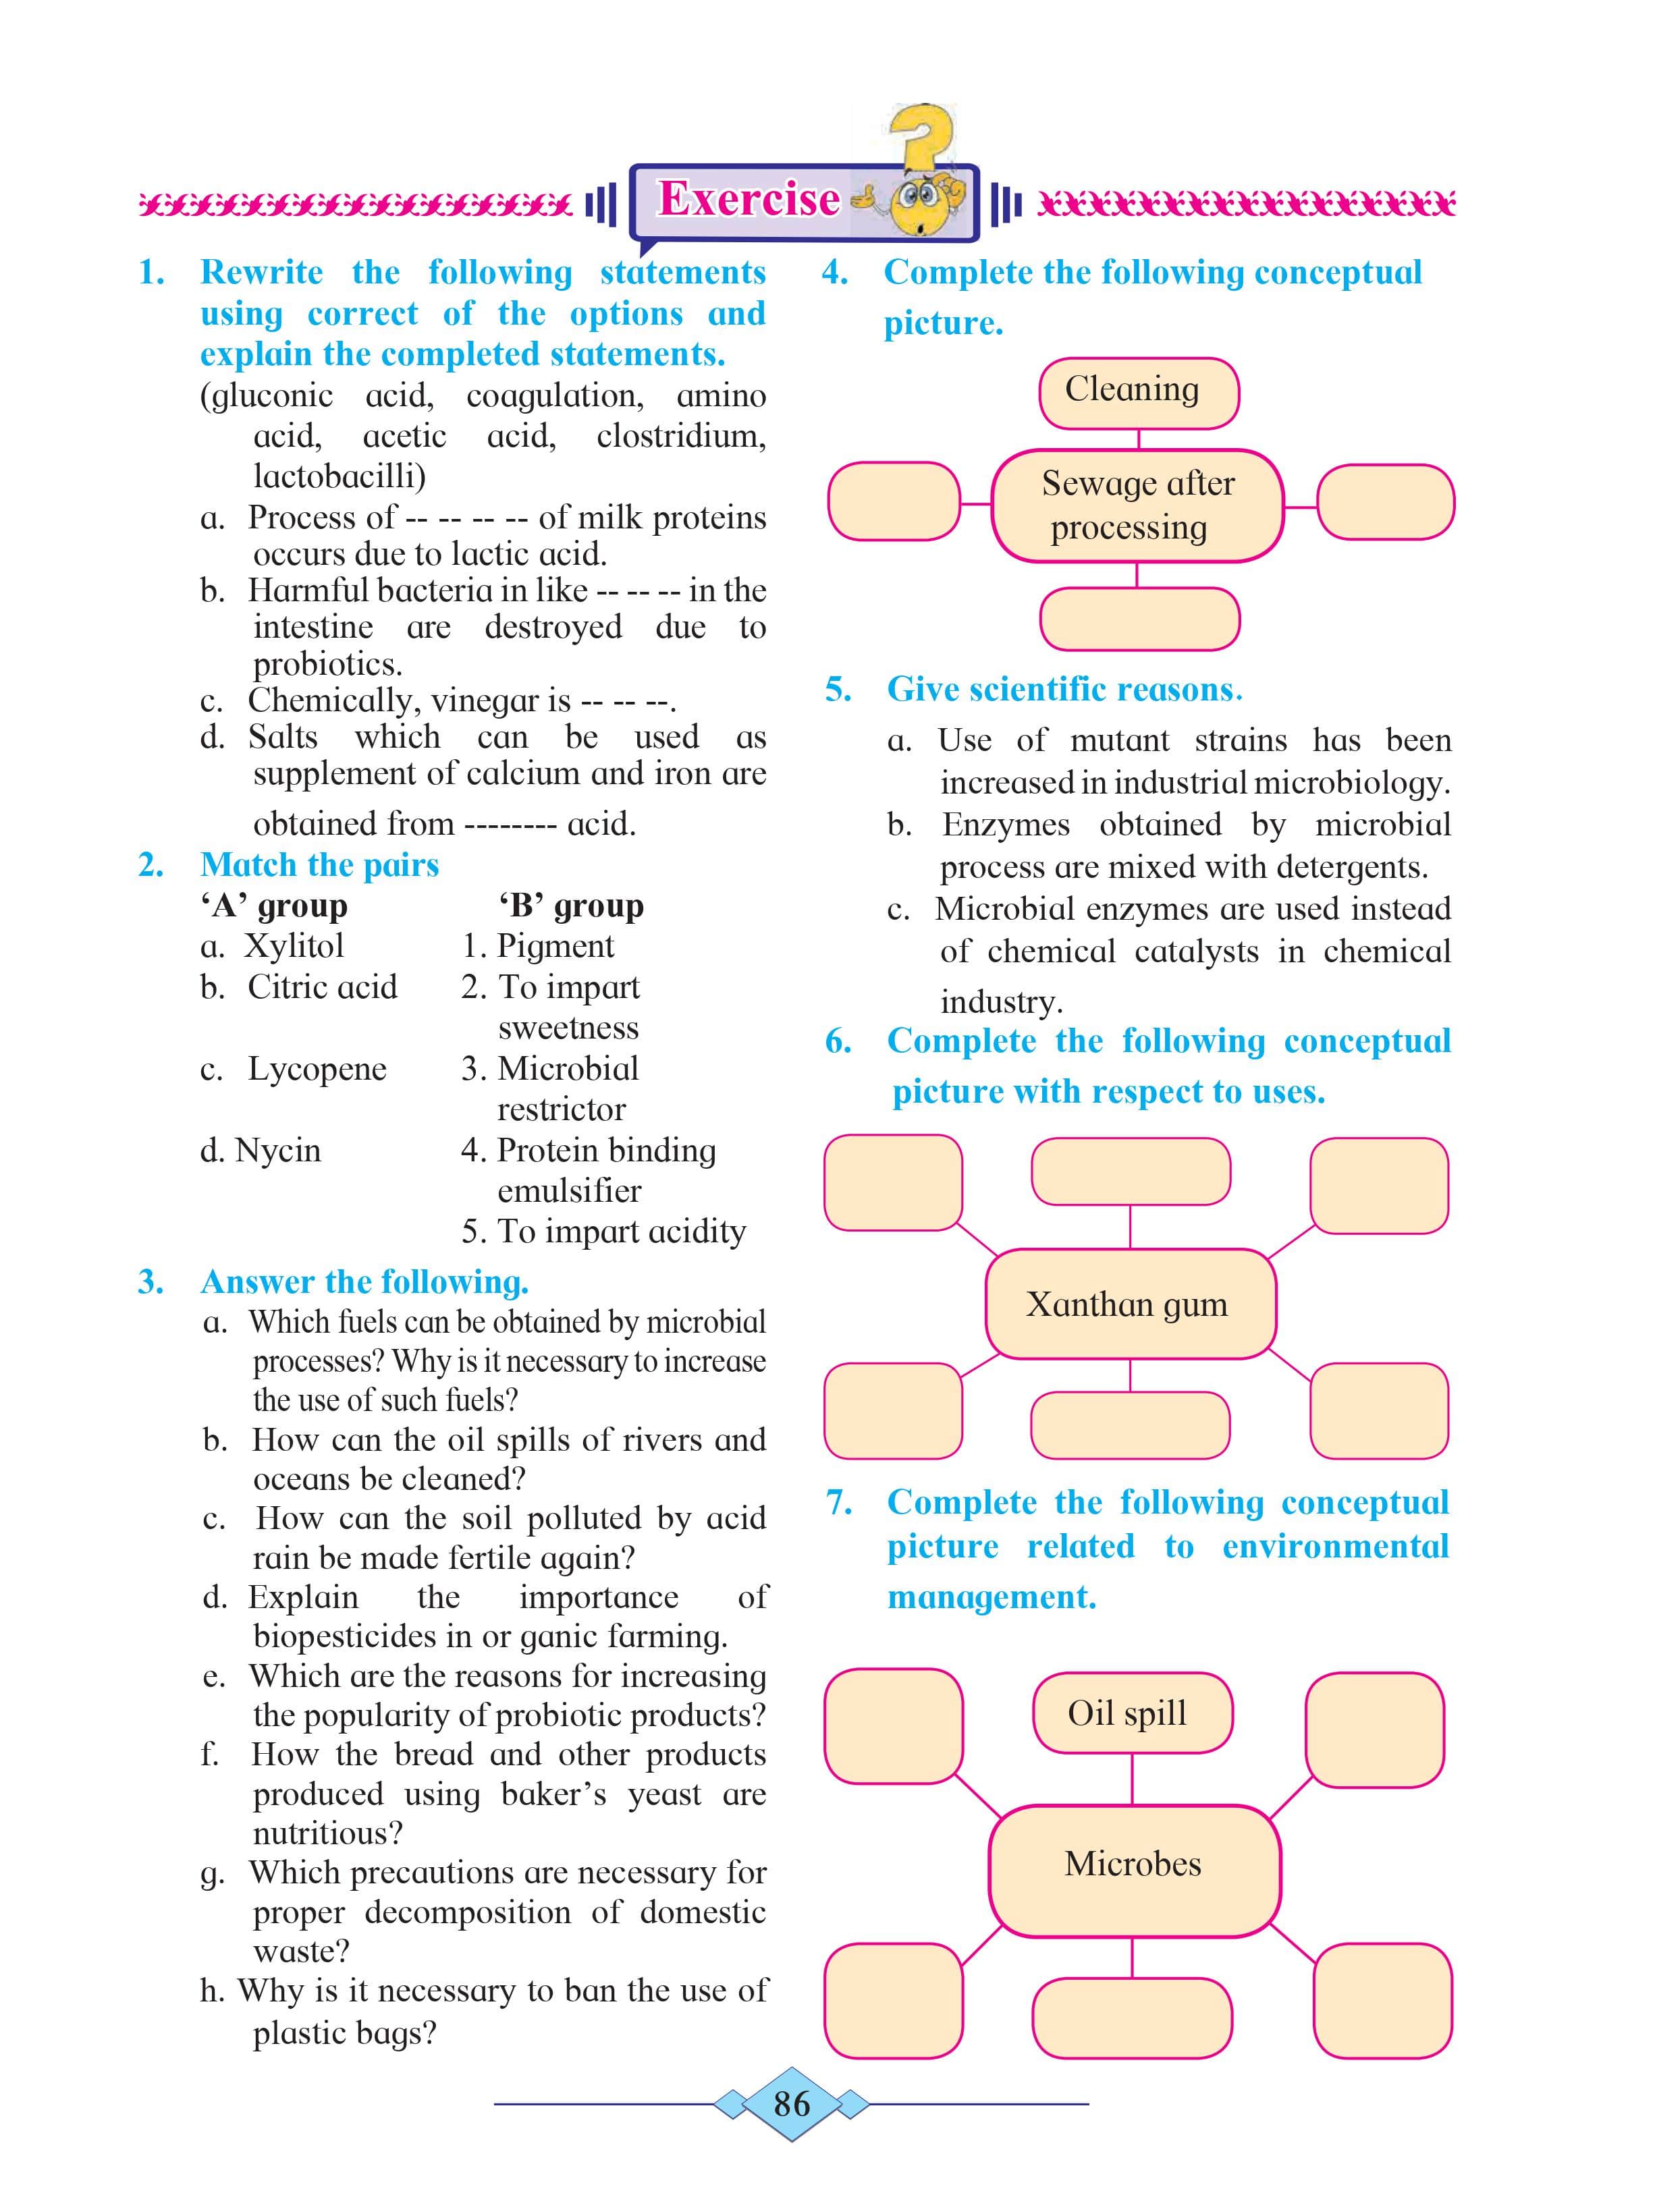 Exercise
1. Rewrite the following statements
using correct of the options and
explain the completed statements.
(gluconic acid, coagulation, amino
acid, acetic acid, clostridium,
lactobacilli)
a. Process of -- -- -- -- of milk proteins
occurs due to lactic acid.
b. Harmful bacteria in like -- -- -- in the
intestine are destroyed due to
probiotics.
c. Chemically, vinegar is -- -- --.
d. Salts which can be used as
supplement of calcium and iron are
obtained from -------- acid.
2. Match the pairs
‘A’ group ‘B’ group
a. Xylitol 1. Pigment
b. Citric acid 2. To impart
sweetness
c. Lycopene 3. Microbial
restrictor
d. Nycin 4. Protein binding
emulsifier
5. To impart acidity
3. Answer the following.
a. Which fuels can be obtained by microbial
processes? Why is it necessary to increase
the use of such fuels?
b. How can the oil spills of rivers and
oceans be cleaned?
c. How can the soil polluted by acid
rain be made fertile again?
d. Explain the importance of
biopesticides in or ganic farming.
e. Which are the reasons for increasing
the popularity of probiotic products?
f. How the bread and other products
produced using baker’s yeast are
nutritious?
g. Which precautions are necessary for
proper decomposition of domestic
waste?
h. Why is it necessary to ban the use of
plastic bags?
4. Complete the following conceptual
picture.
Cleaning
Sewage after
processing
5. Give scientific reasons.
a. Use of mutant strains has been
increased in industrial microbiology.
b. Enzymes obtained by microbial
process are mixed with detergents.
c. Microbial enzymes are used instead
of chemical catalysts in chemical
industry.
6. Complete the following conceptual
picture with respect to uses.
Xanthan gum
7. Complete the following conceptual
picture related to environmental
management.
Oil spill
Microbes
86